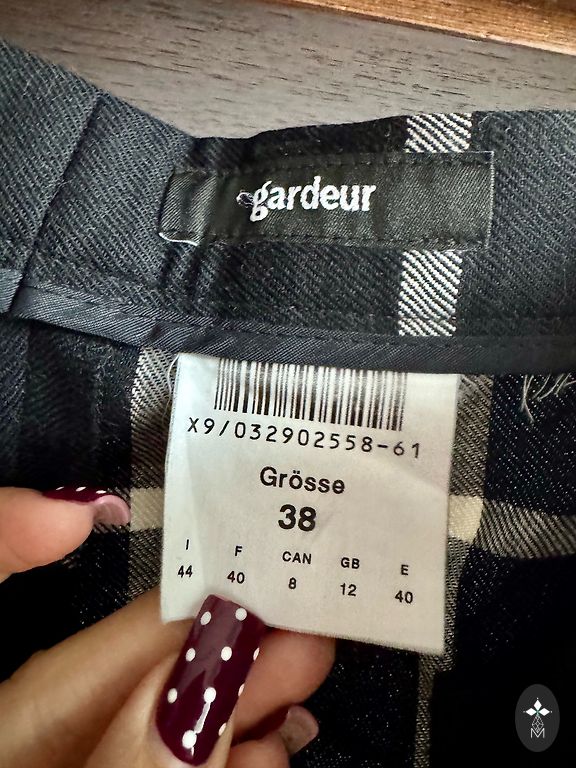 gardeur
X9/032902558-61
Grösse
38
I F CAN GB E
44 40 8 12 40
M